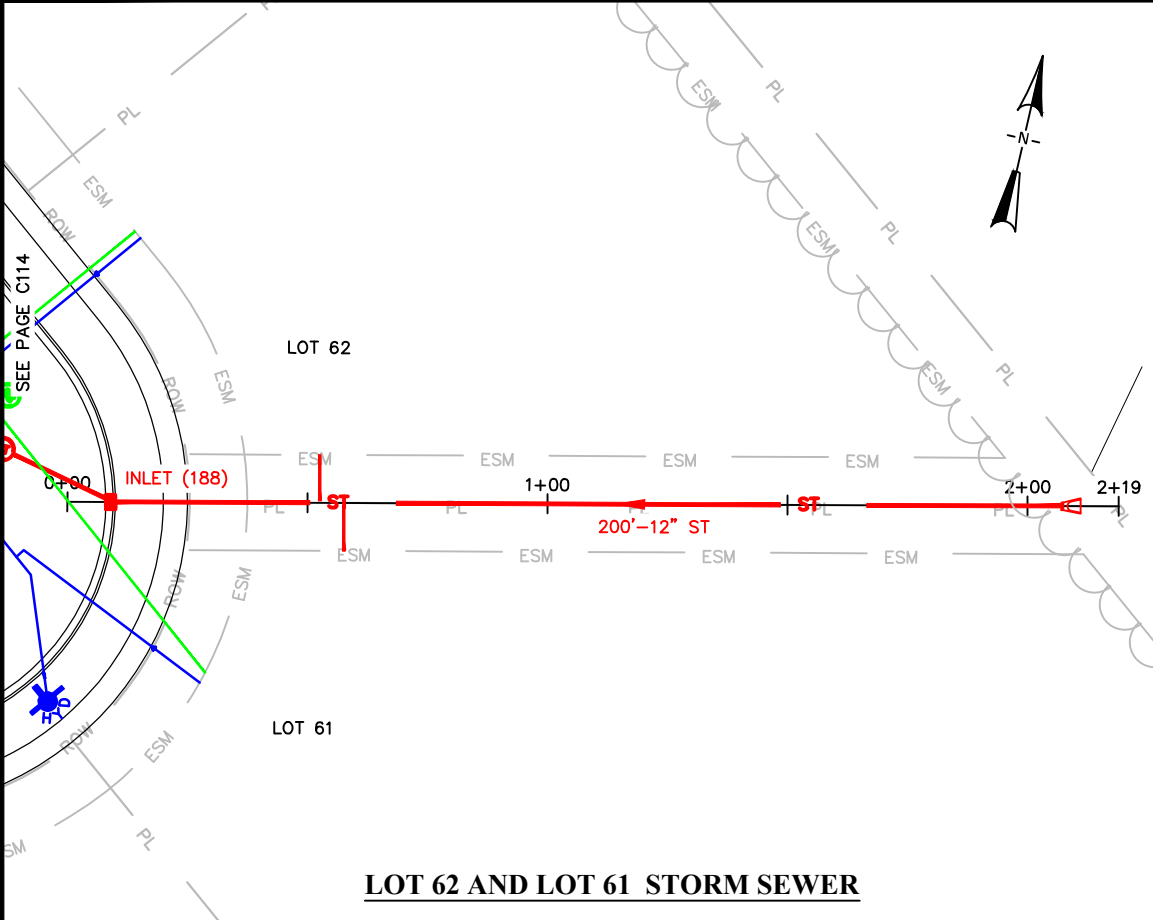 PL
PL
ESM
PL
ESM
-N-
ROW
ESM
PL
SEE PAGE C114
LOT 62
PL
ESM
ROW
ESM
ESM
ESM
ESM
ESM
0+00
INLET (188)
1+00
2+00
2+19
PL
ST
PL
ST
PL
PL
PL
200'-12" ST
ESM
ESM
ESM
ESM
ROW
ESM
HYD
LOT 61
ROW
ESM
PL
SM
LOT 62 AND LOT 61 STORM SEWER